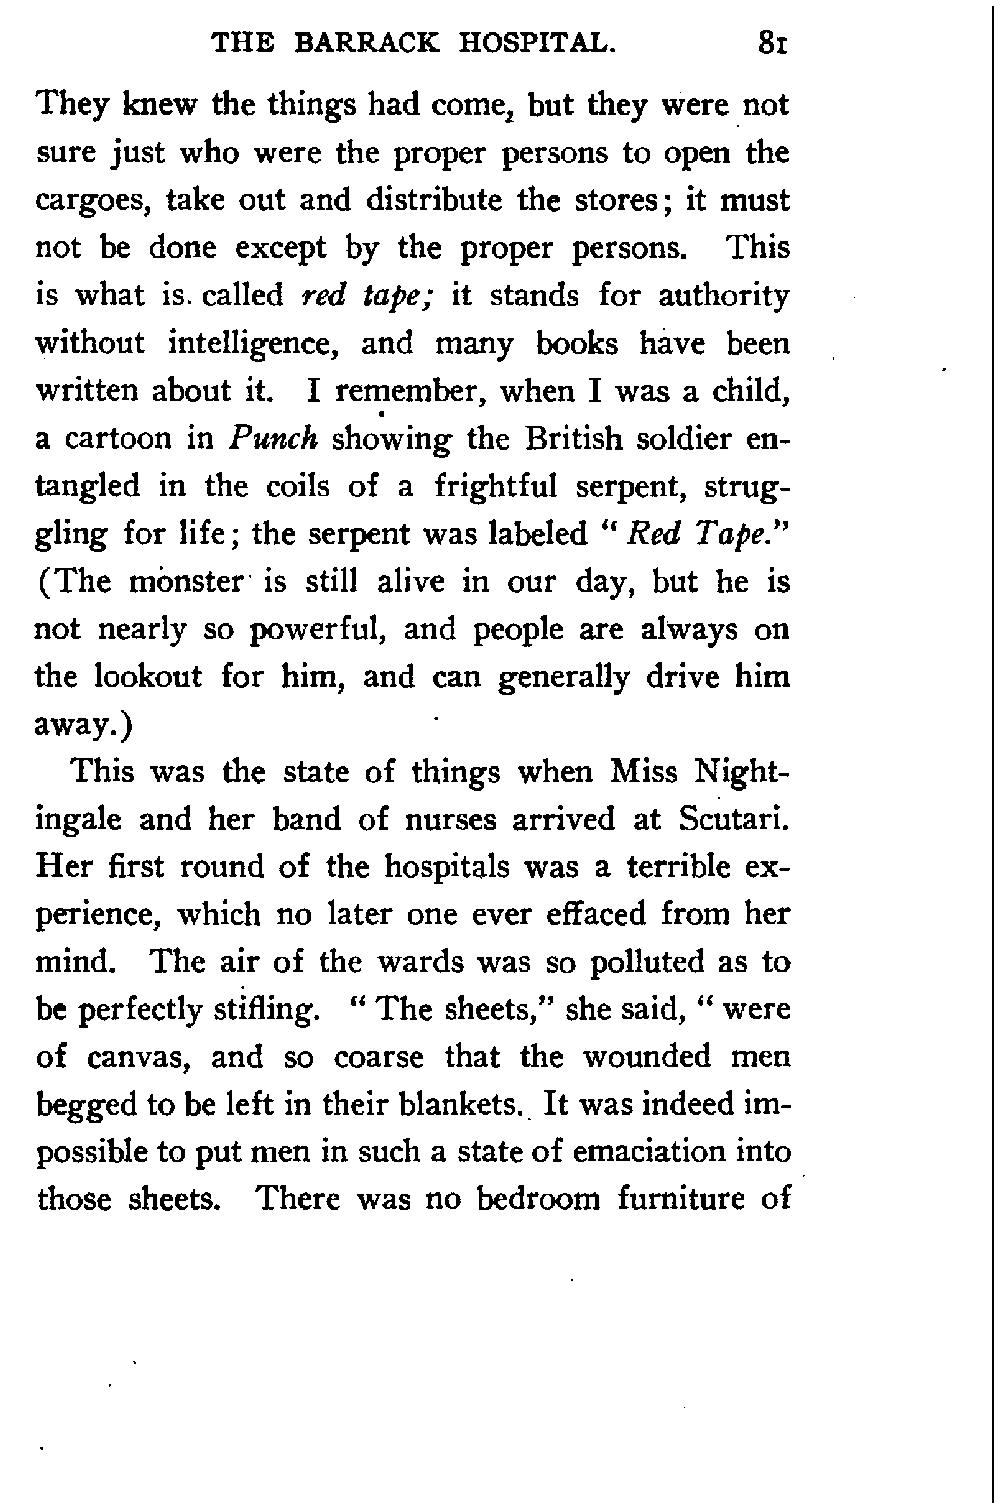 THE BARRACK HOSPITAL. 81
They knew the things had come, but they were not
sure just who were the proper persons to open the
cargoes, take out and distribute the stores; it must
not be done except by the proper persons. This
is what is called red tape; it stands for authority
without intelligence, and many books have been
written about it. I remember, when I was a child,
a cartoon in Punch showing the British soldier en-
tangled in the coils of a frightful serpent, strug-
gling for life; the serpent was labeled "Red Tape."
(The monster is still alive in our day, but he is
not nearly so powerful, and people are always on
the lookout for him, and can generally drive him
away.)
This was the state of things when Miss Night-
ingale and her band of nurses arrived at Scutari.
Her first round of the hospitals was a terrible ex-
perience, which no later one ever effaced from her
mind. The air of the wards was so polluted as to
be perfectly stifling. "The sheets," she said, "were
of canvas, and so coarse that the wounded men
begged to be left in their blankets. It was indeed im-
possible to put men in such a state of emaciation into
those sheets. There was no bedroom furniture of